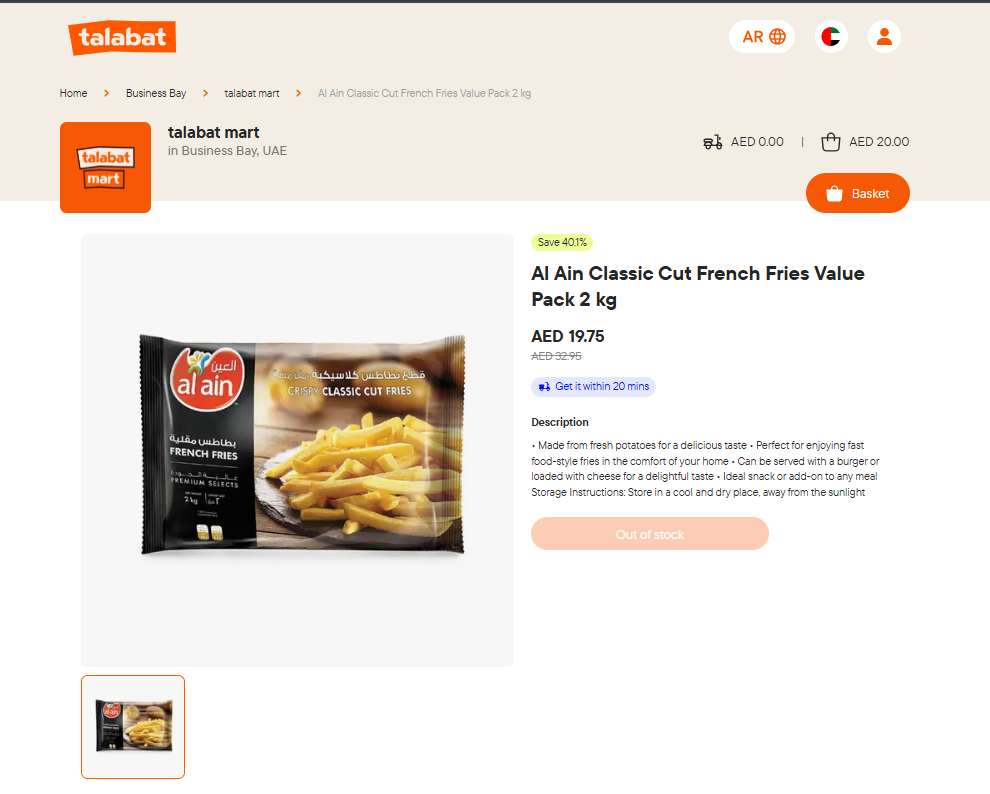 talabat
AR
Home
Business Bay
talabat mart
Al Ain Classic Cut French Fries Value Pack 2 kg
talabat mart
in Business Bay, UAE
AED 0.00
AED 20.00
talabat
mart
Basket
Save 40.1%
Al Ain Classic Cut French Fries Value
Pack 2 kg
AED 19.75
AED 32.95
Get it within 20 mins
Description
• Made from fresh potatoes for a delicious taste • Perfect for enjoying fast
food-style fries in the comfort of your home • Can be served with a burger or
loaded with cheese for a delightful taste • Ideal snack or add-on to any meal
Storage Instructions: Store in a cool and dry place, away from the sunlight
Out of stock
العين
al ain
قطع بطاطس كلاسيكية
CRISPY CLASSIC CUT FRIES
بطاطس مقلية
FRENCH FRIES
عالية الجودة
PREMIUM SELECTS
2 kg
al ain